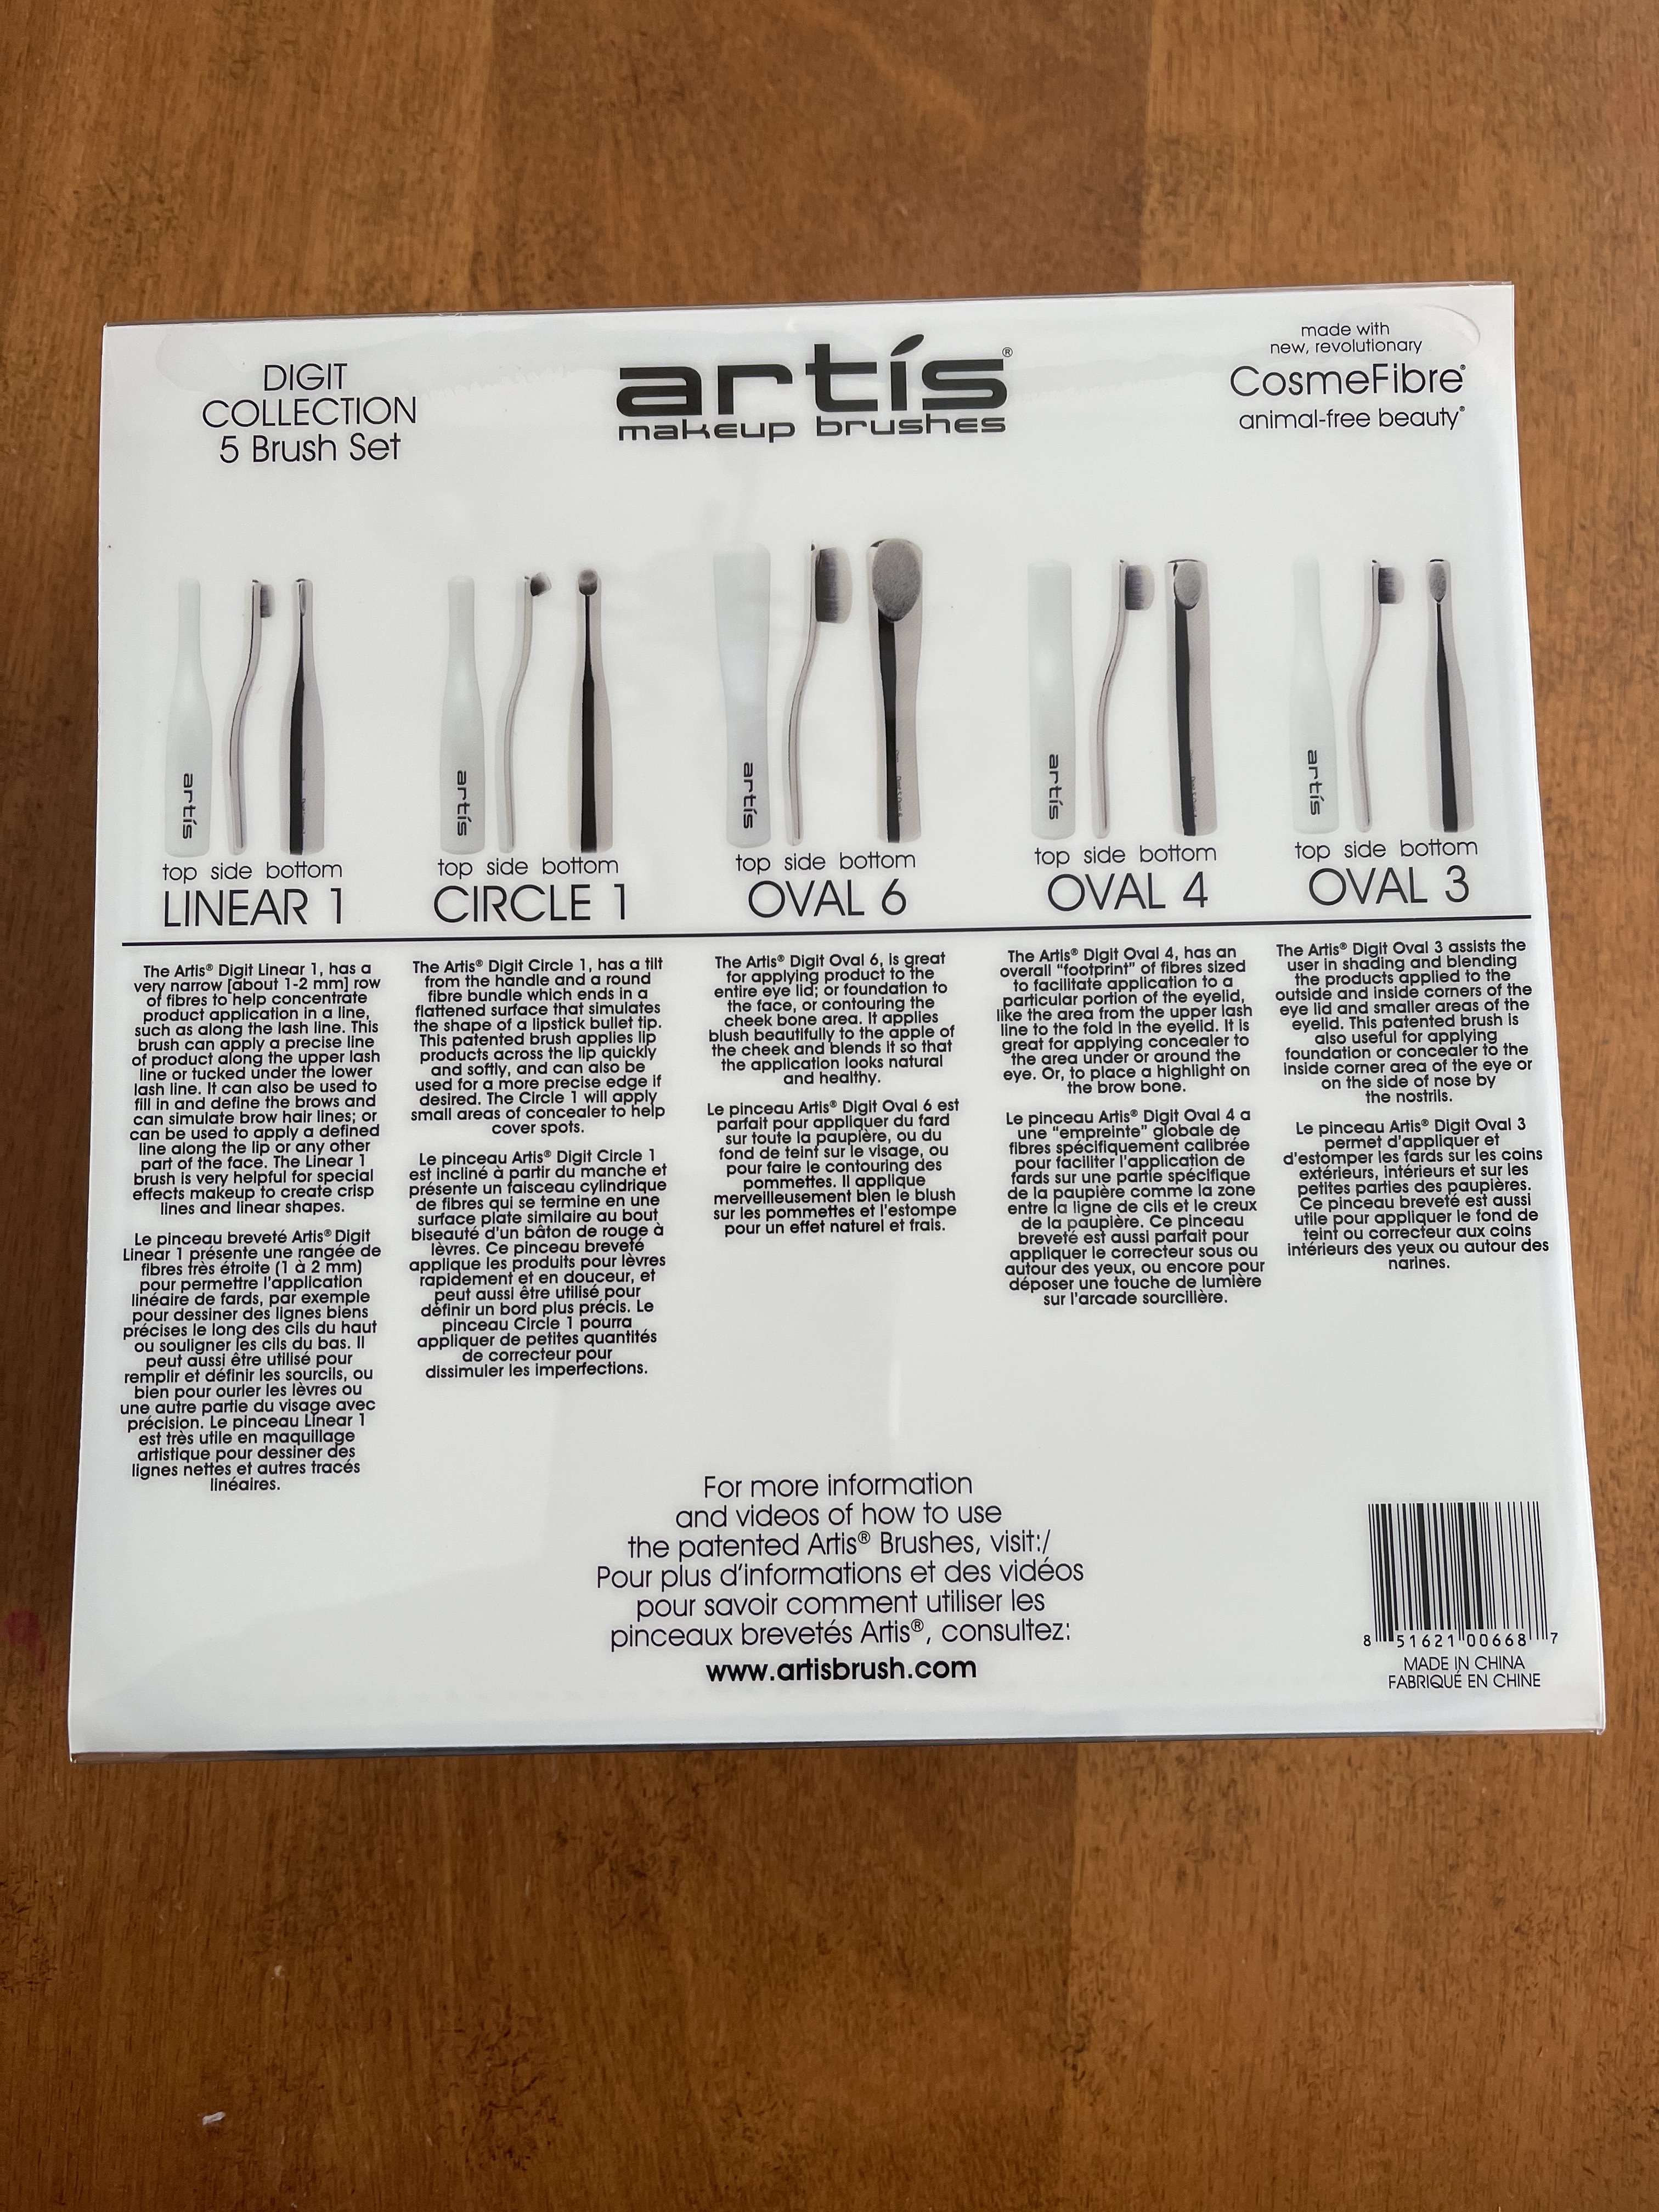 DIGIT
COLLECTION
5 Brush Set
artís®
makeup brushes
made with
new, revolutionary
CosmeFibre®
animal-free beauty®
artís
artís
artís
artís
artís
top side bottom
LINEAR 1
top side bottom
CIRCLE 1
top side bottom
OVAL 6
top side bottom
OVAL 4
top side bottom
OVAL 3
The Artis® Digit Linear 1, has a
very narrow [about 1-2 mm] row
of fibres to help concentrate
product application in a line,
such as along the lash line. This
brush can apply a precise line
of product along the upper lash
line or tucked under the lower
lash line. It can also be used to
fill in and define the brows and
can simulate brow hair lines; or
can be used to apply a defined
line along the lip or any other
part of the face. The Linear 1
brush is very helpful for special
effects makeup to create crisp
lines and linear shapes.
Le pinceau breveté Artis® Digit
Linear 1 présente une rangée de
fibres très étroite (1 à 2 mm)
pour permettre l'application
linéaire de fards, par exemple
pour dessiner des lignes biens
précises le long des cils du haut
ou souligner les cils du bas. Il
peut aussi être utilisé pour
remplir et définir les sourcils, ou
bien pour ourler les lèvres ou
une autre partie du visage avec
précision. Le pinceau Linear 1
est très utile en maquillage
artistique pour dessiner des
lignes nettes et autres tracés
linéaires.
The Artis® Digit Circle 1, has a tilt
from the handle and a round
fibre bundle which ends in a
flattened surface that simulates
the shape of a lipstick bullet tip.
This patented brush applies lip
products across the lip quickly
and softly, and can also be
used for a more precise edge if
desired. The Circle 1 will apply
small areas of concealer to help
cover spots.
Le pinceau Artis® Digit Circle 1
est incliné à partir du manche et
présente un faisceau cylindrique
de fibres qui se termine en une
surface plate similaire au bout
biseauté d'un bâton de rouge à
lèvres. Ce pinceau breveté
applique les produits pour lèvres
rapidement et en douceur, et
peut aussi être utilisé pour
définir un bord plus précis. Le
pinceau Circle 1 pourra
appliquer de petites quantités
de correcteur pour
dissimuler les imperfections.
The Artis® Digit Oval 6, is great
for applying product to the
entire eye lid; or foundation to
the face, or contouring the
cheek bone area. It applies
blush beautifully to the apple of
the cheek and blends it so that
the application looks natural
and healthy.
Le pinceau Artis® Digit Oval 6 est
parfait pour appliquer du fard
sur toute la paupière, ou du
fond de teint sur le visage, ou
pour faire le contouring des
pommettes. Il applique
merveilleusement bien le blush
sur les pommettes et l'estompe
pour un effet naturel et frais.
The Artis® Digit Oval 4, has an
overall "footprint" of fibres sized
to facilitate application to a
particular portion of the eyelid,
like the area from the upper lash
line to the fold in the eyelid. It is
great for applying concealer to
the area under or around the
eye. Or, to place a highlight on
the brow bone.
Le pinceau Artis® Digit Oval 4 a
une "empreinte" globale de
fibres spécifiquement calibrée
pour faciliter l'application de
fards sur une partie spécifique
de la paupière comme la zone
entre la ligne de cils et le creux
de la paupière. Ce pinceau
breveté est aussi parfait pour
appliquer le correcteur sous ou
autour des yeux, ou encore pour
déposer une touche de lumière
sur l'arcade sourcilière.
The Artis® Digit Oval 3 assists the
user in shading and blending
the products applied to the
outside and inside corners of the
eye lid and smaller areas of the
eyelid. This patented brush is
also useful for applying
foundation or concealer to the
inside corner area of the eye or
on the side of nose by
the nostrils.
Le pinceau Artis® Digit Oval 3
permet d'appliquer et
d'estomper les fards sur les coins
extérieurs, intérieurs et sur les
petites parties des paupières.
Ce pinceau breveté est aussi
utile pour appliquer le fond de
teint ou correcteur aux coins
intérieurs des yeux ou autour des
narines.
For more information
and videos of how to use
the patented Artis® Brushes, visit:/
Pour plus d'informations et des vidéos
pour savoir comment utiliser les
pinceaux brevetés Artis®, consultez:
www.artisbrush.com
8 51621 00668 7
MADE IN CHINA
FABRIQUÉ EN CHINE